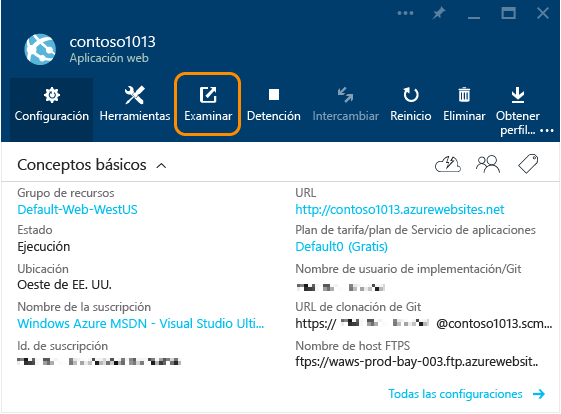 contoso1013
Aplicación web
Configuración Herramientas Examinar Detención Intercambiar Reinicio Eliminar Obtener perfil...
Conceptos básicos
Grupo de recursos
Default-Web-WestUS
Estado
Ejecución
Ubicación
Oeste de EE. UU.
Nombre de la suscripción
Windows Azure MSDN - Visual Studio Ulti...
Id. de suscripción
URL
http://contoso1013.azurewebsites.net
Plan de tarifa/plan de Servicio de aplicaciones
Default0 (Gratis)
Nombre de usuario de implementación/Git
URL de clonación de Git
https:// @contoso1013.scm...
Nombre de host FTPS
ftps://waws-prod-bay-003.ftp.azurewebsit..
Todas las configuraciones